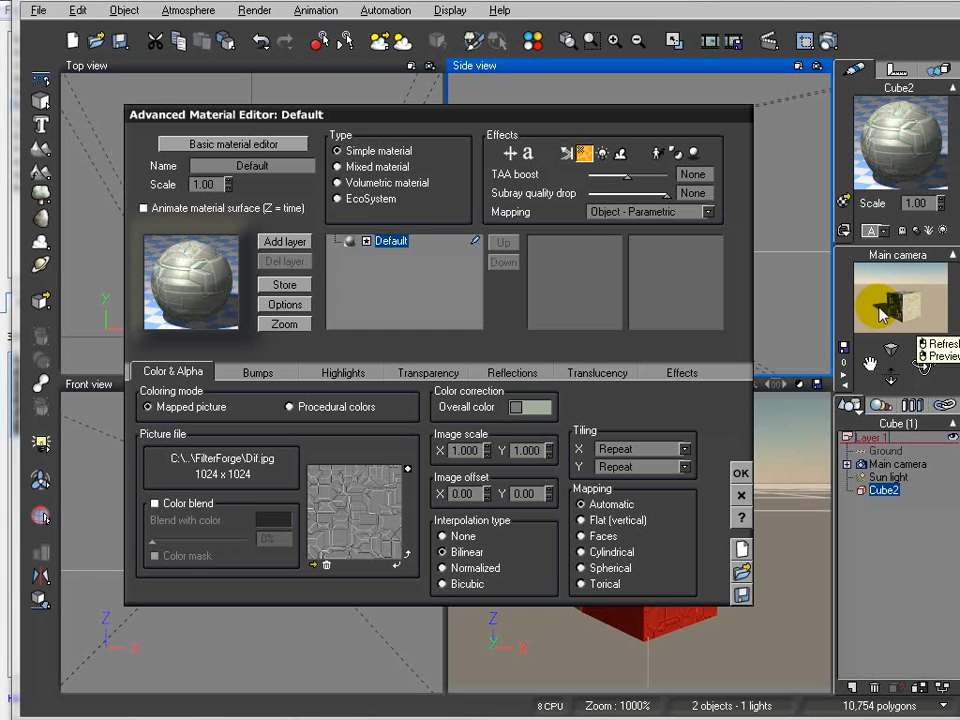 File Edit Object Atmosphere Render Animation Automation Display Help
Top view
Side view
Cube2
Advanced Material Editor: Default
Basic material editor
Name Default
Scale 1.00
Animate material surface (Z = time)
Type
Simple material
Mixed material
Volumetric material
EcoSystem
Effects
a
TAA boost None
Subray quality drop None
Mapping Object - Parametric
Scale 1.00
A
Add layer
Del layer
Store
Options
Zoom
Default
Up
Down
Main camera
Refres
Preview
y
Front view
Color & Alpha Bumps Highlights Transparency Reflections Translucency Effects
Coloring mode
Mapped picture Procedural colors
Color correction
Overall color
Picture file
C:\..\FilterForge\Dif.jpg
1024 x 1024
Color blend
Blend with color
0%
Color mask
Image scale
X 1.000 Y 1.000
Image offset
X 0.00 Y 0.00
Interpolation type
None
Bilinear
Normalized
Bicubic
Tiling
X Repeat
Y Repeat
Mapping
Automatic
Flat (vertical)
Faces
Cylindrical
Spherical
Torical
OK
?
0
(00)
Cube (1)
Layer 1
Ground
Main camera
Sun light
Cube2
Z
X
Z
y
X
8 CPU Zoom : 1000% 2 objects - 1 lights 10,754 polygons